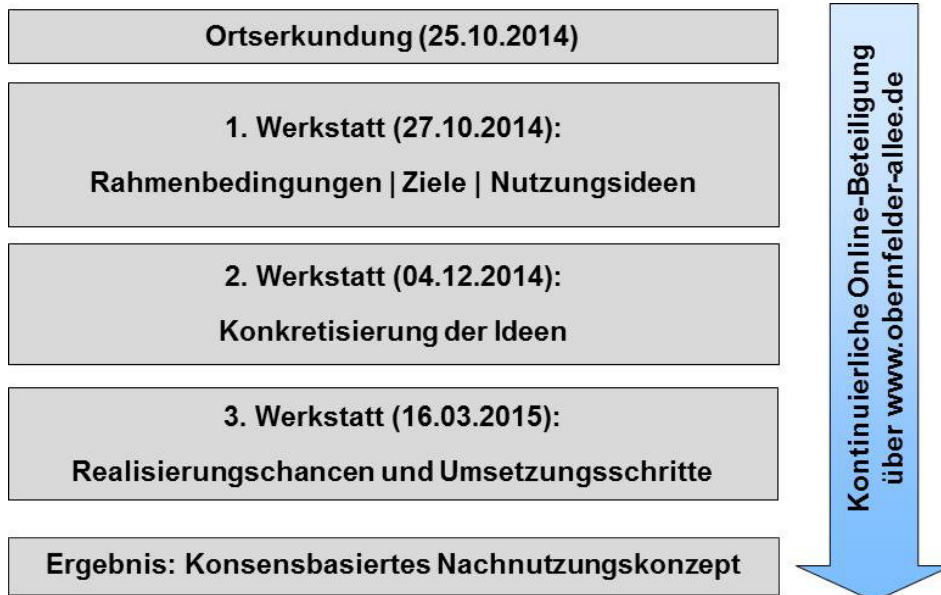 Ortserkundung (25.10.2014)
1. Werkstatt (27.10.2014):
Rahmenbedingungen | Ziele | Nutzungsideen
2. Werkstatt (04.12.2014):
Konkretisierung der Ideen
3. Werkstatt (16.03.2015):
Realisierungschancen und Umsetzungsschritte
Ergebnis: Konsensbasiertes Nachnutzungskonzept
Kontinuierliche Online-Beteiligung
über www.obernfelder-allee.de